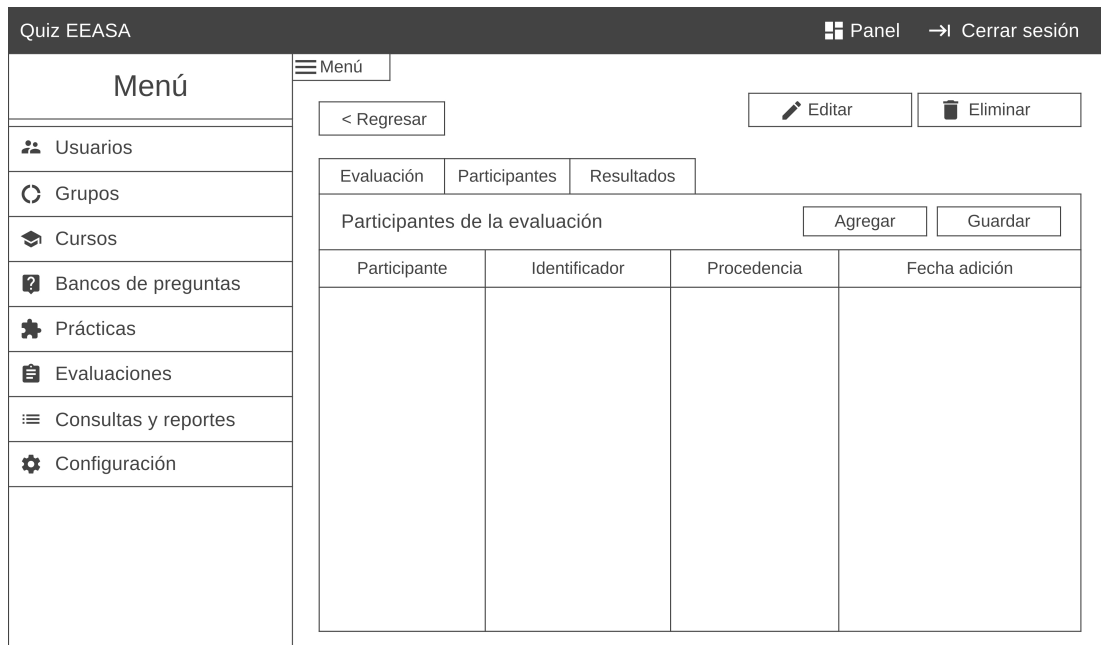 Quiz EEASA
Panel
Cerrar sesión
Menú
Usuarios
Grupos
Cursos
Bancos de preguntas
Prácticas
Evaluaciones
Consultas y reportes
Configuración
Menú
< Regresar
Editar
Eliminar
Evaluación
Participantes
Resultados
Participantes de la evaluación
Agregar
Guardar
Participante
Identificador
Procedencia
Fecha adición